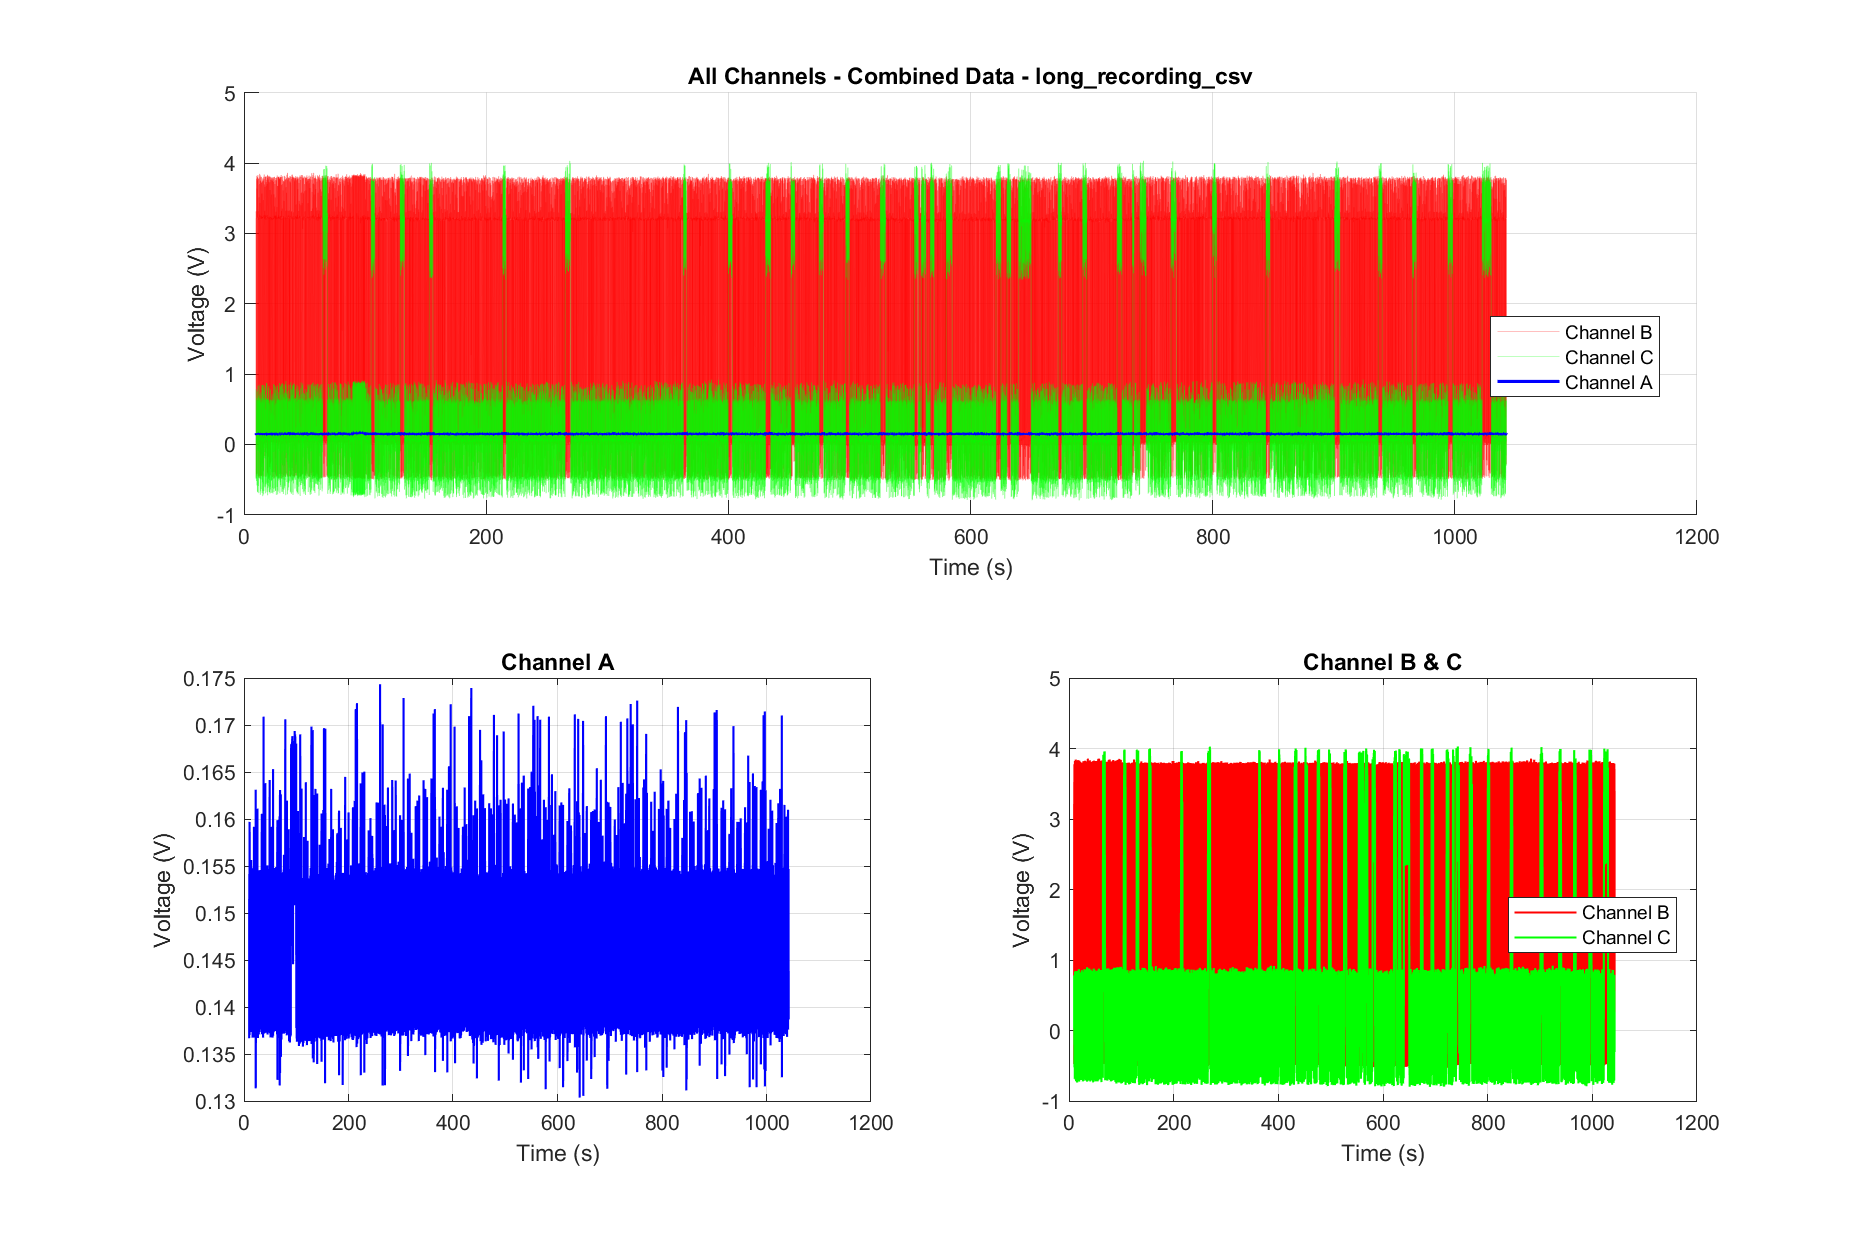 All Channels - Combined Data - long_recording_csv
5
4
3
2
1
0
-1
Voltage (V)
0 200 400 600 800 1000 1200
Time (s)
Channel B
Channel C
Channel A
Channel A
0.175
0.17
0.165
0.16
0.155
0.15
0.145
0.14
0.135
0.13
Voltage (V)
0 200 400 600 800 1000 1200
Time (s)
Channel B & C
5
4
3
2
1
0
-1
Voltage (V)
0 200 400 600 800 1000 1200
Time (s)
Channel B
Channel C